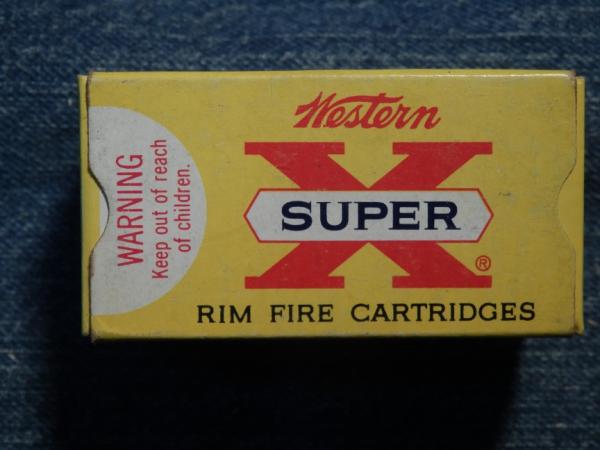 Western
X
SUPER
®
RIM FIRE CARTRIDGES
WARNING
Keep out of reach
of children.